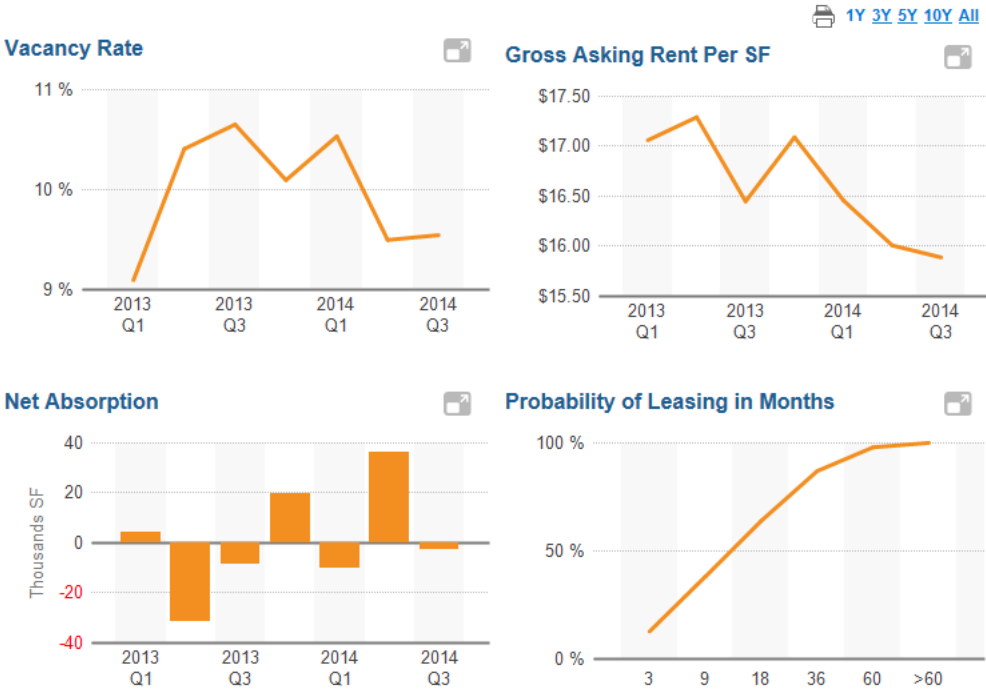 1Y 3Y 5Y 10Y All
Vacancy Rate
11 %
10 %
9 %
2013 2013 2014 2014
Q1 Q3 Q1 Q3
Gross Asking Rent Per SF
$17.50
$17.00
$16.50
$16.00
$15.50
2013 2013 2014 2014
Q1 Q3 Q1 Q3
Net Absorption
Thousands SF
40
20
0
-20
-40
2013 2013 2014 2014
Q1 Q3 Q1 Q3
Probability of Leasing in Months
100 %
50 %
0 %
3 9 18 36 60 >60